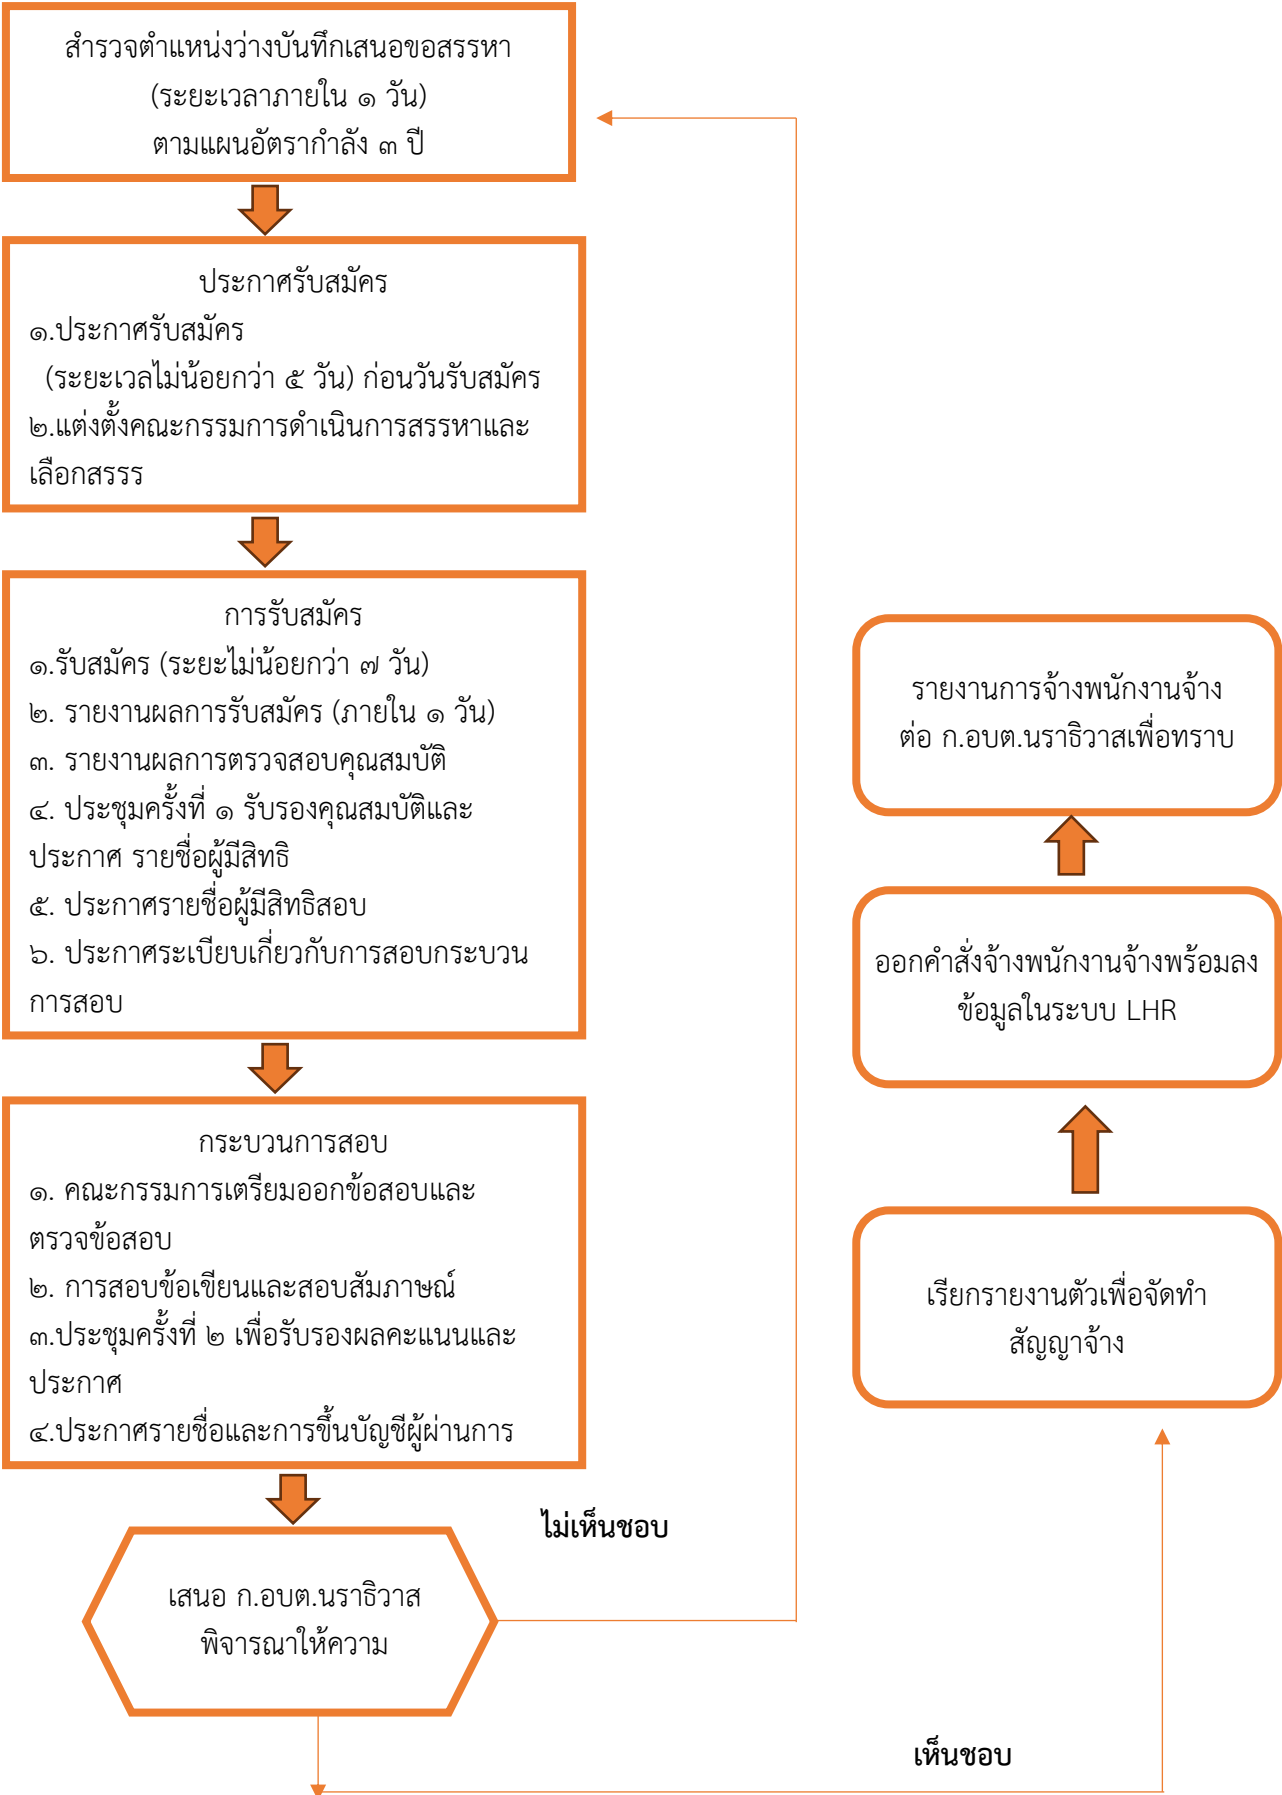 สำรวจตำแหน่งว่างบันทึกเสนอขอสรรหา
(ระยะเวลาภายใน ๑ วัน)
ตามแผนอัตรากำลัง ๓ ปี
ประกาศรับสมัคร
๑.ประกาศรับสมัคร
(ระยะเวลไม่น้อยกว่า ๕ วัน) ก่อนวันรับสมัคร
๒.แต่งตั้งคณะกรรมการดำเนินการสรรหาและ
เลือกสรรร
การรับสมัคร
๑.รับสมัคร (ระยะไม่น้อยกว่า ๗ วัน)
๒. รายงานผลการรับสมัคร (ภายใน ๑ วัน)
๓. รายงานผลการตรวจสอบคุณสมบัติ
๔. ประชุมครั้งที่ ๑ รับรองคุณสมบัติและ
ประกาศ รายชื่อผู้มีสิทธิ
๕. ประกาศรายชื่อผู้มีสิทธิสอบ
๖. ประกาศระเบียบเกี่ยวกับการสอบกระบวน
การสอบ
กระบวนการสอบ
๑. คณะกรรมการเตรียมออกข้อสอบและ
ตรวจข้อสอบ
๒. การสอบข้อเขียนและสอบสัมภาษณ์
๓.ประชุมครั้งที่ ๒ เพื่อรับรองผลคะแนนและ
ประกาศ
๔.ประกาศรายชื่อและการขึ้นบัญชีผู้ผ่านการ
ไม่เห็นชอบ
เสนอ ก.อบต.นราธิวาส
พิจารณาให้ความ
เห็นชอบ
เรียกรายงานตัวเพื่อจัดทำ
สัญญาจ้าง
ออกคำสั่งจ้างพนักงานจ้างพร้อมลง
ข้อมูลในระบบ LHR
รายงานการจ้างพนักงานจ้าง
ต่อ ก.อบต.นราธิวาสเพื่อทราบ